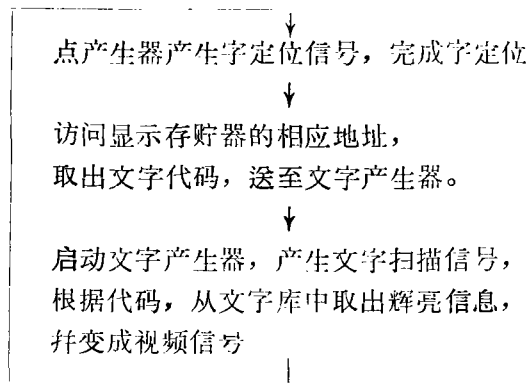 点产生器产生字定位信号，完成字定位
访问显示存贮器的相应地址，
取出文字代码，送至文字产生器。
启动文字产生器，产生文字扫描信号，
根据代码，从文字库中取出辉亮信息，
并变成视频信号